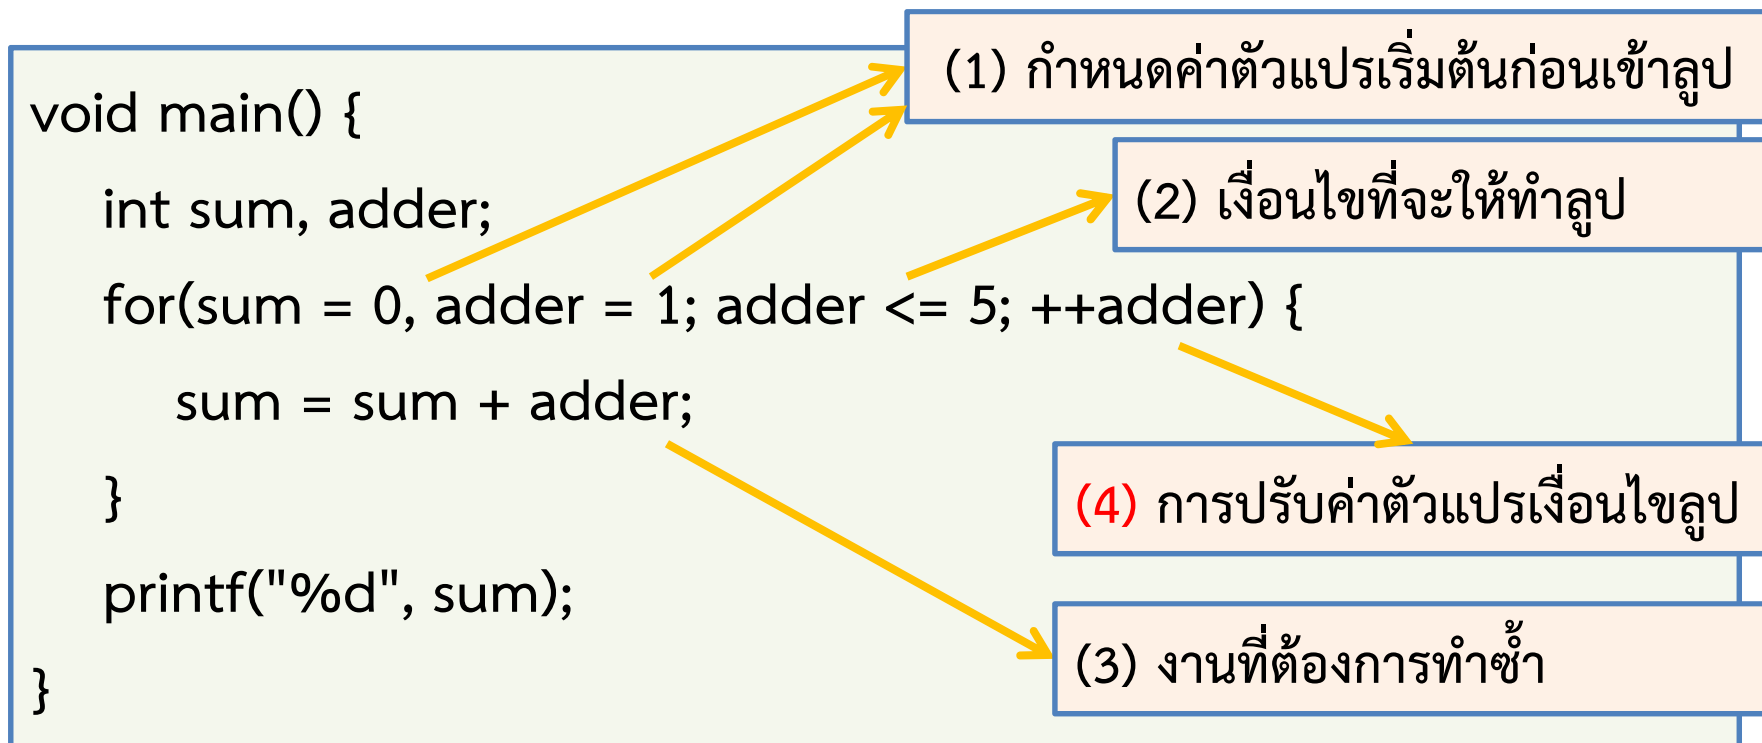 (1) กำหนดค่าตัวแปรเริ่มต้นก่อนเข้าลูป
void main() {
(2) เงื่อนไขที่จะให้ทำลูป
int sum, adder;
for(sum = 0, adder = 1; adder <= 5; ++adder) {
sum = sum + adder;
(4) การปรับค่าตัวแปรเงื่อนไขลูป
}
printf("%d", sum);
(3) งานที่ต้องการทำซ้ำ
}